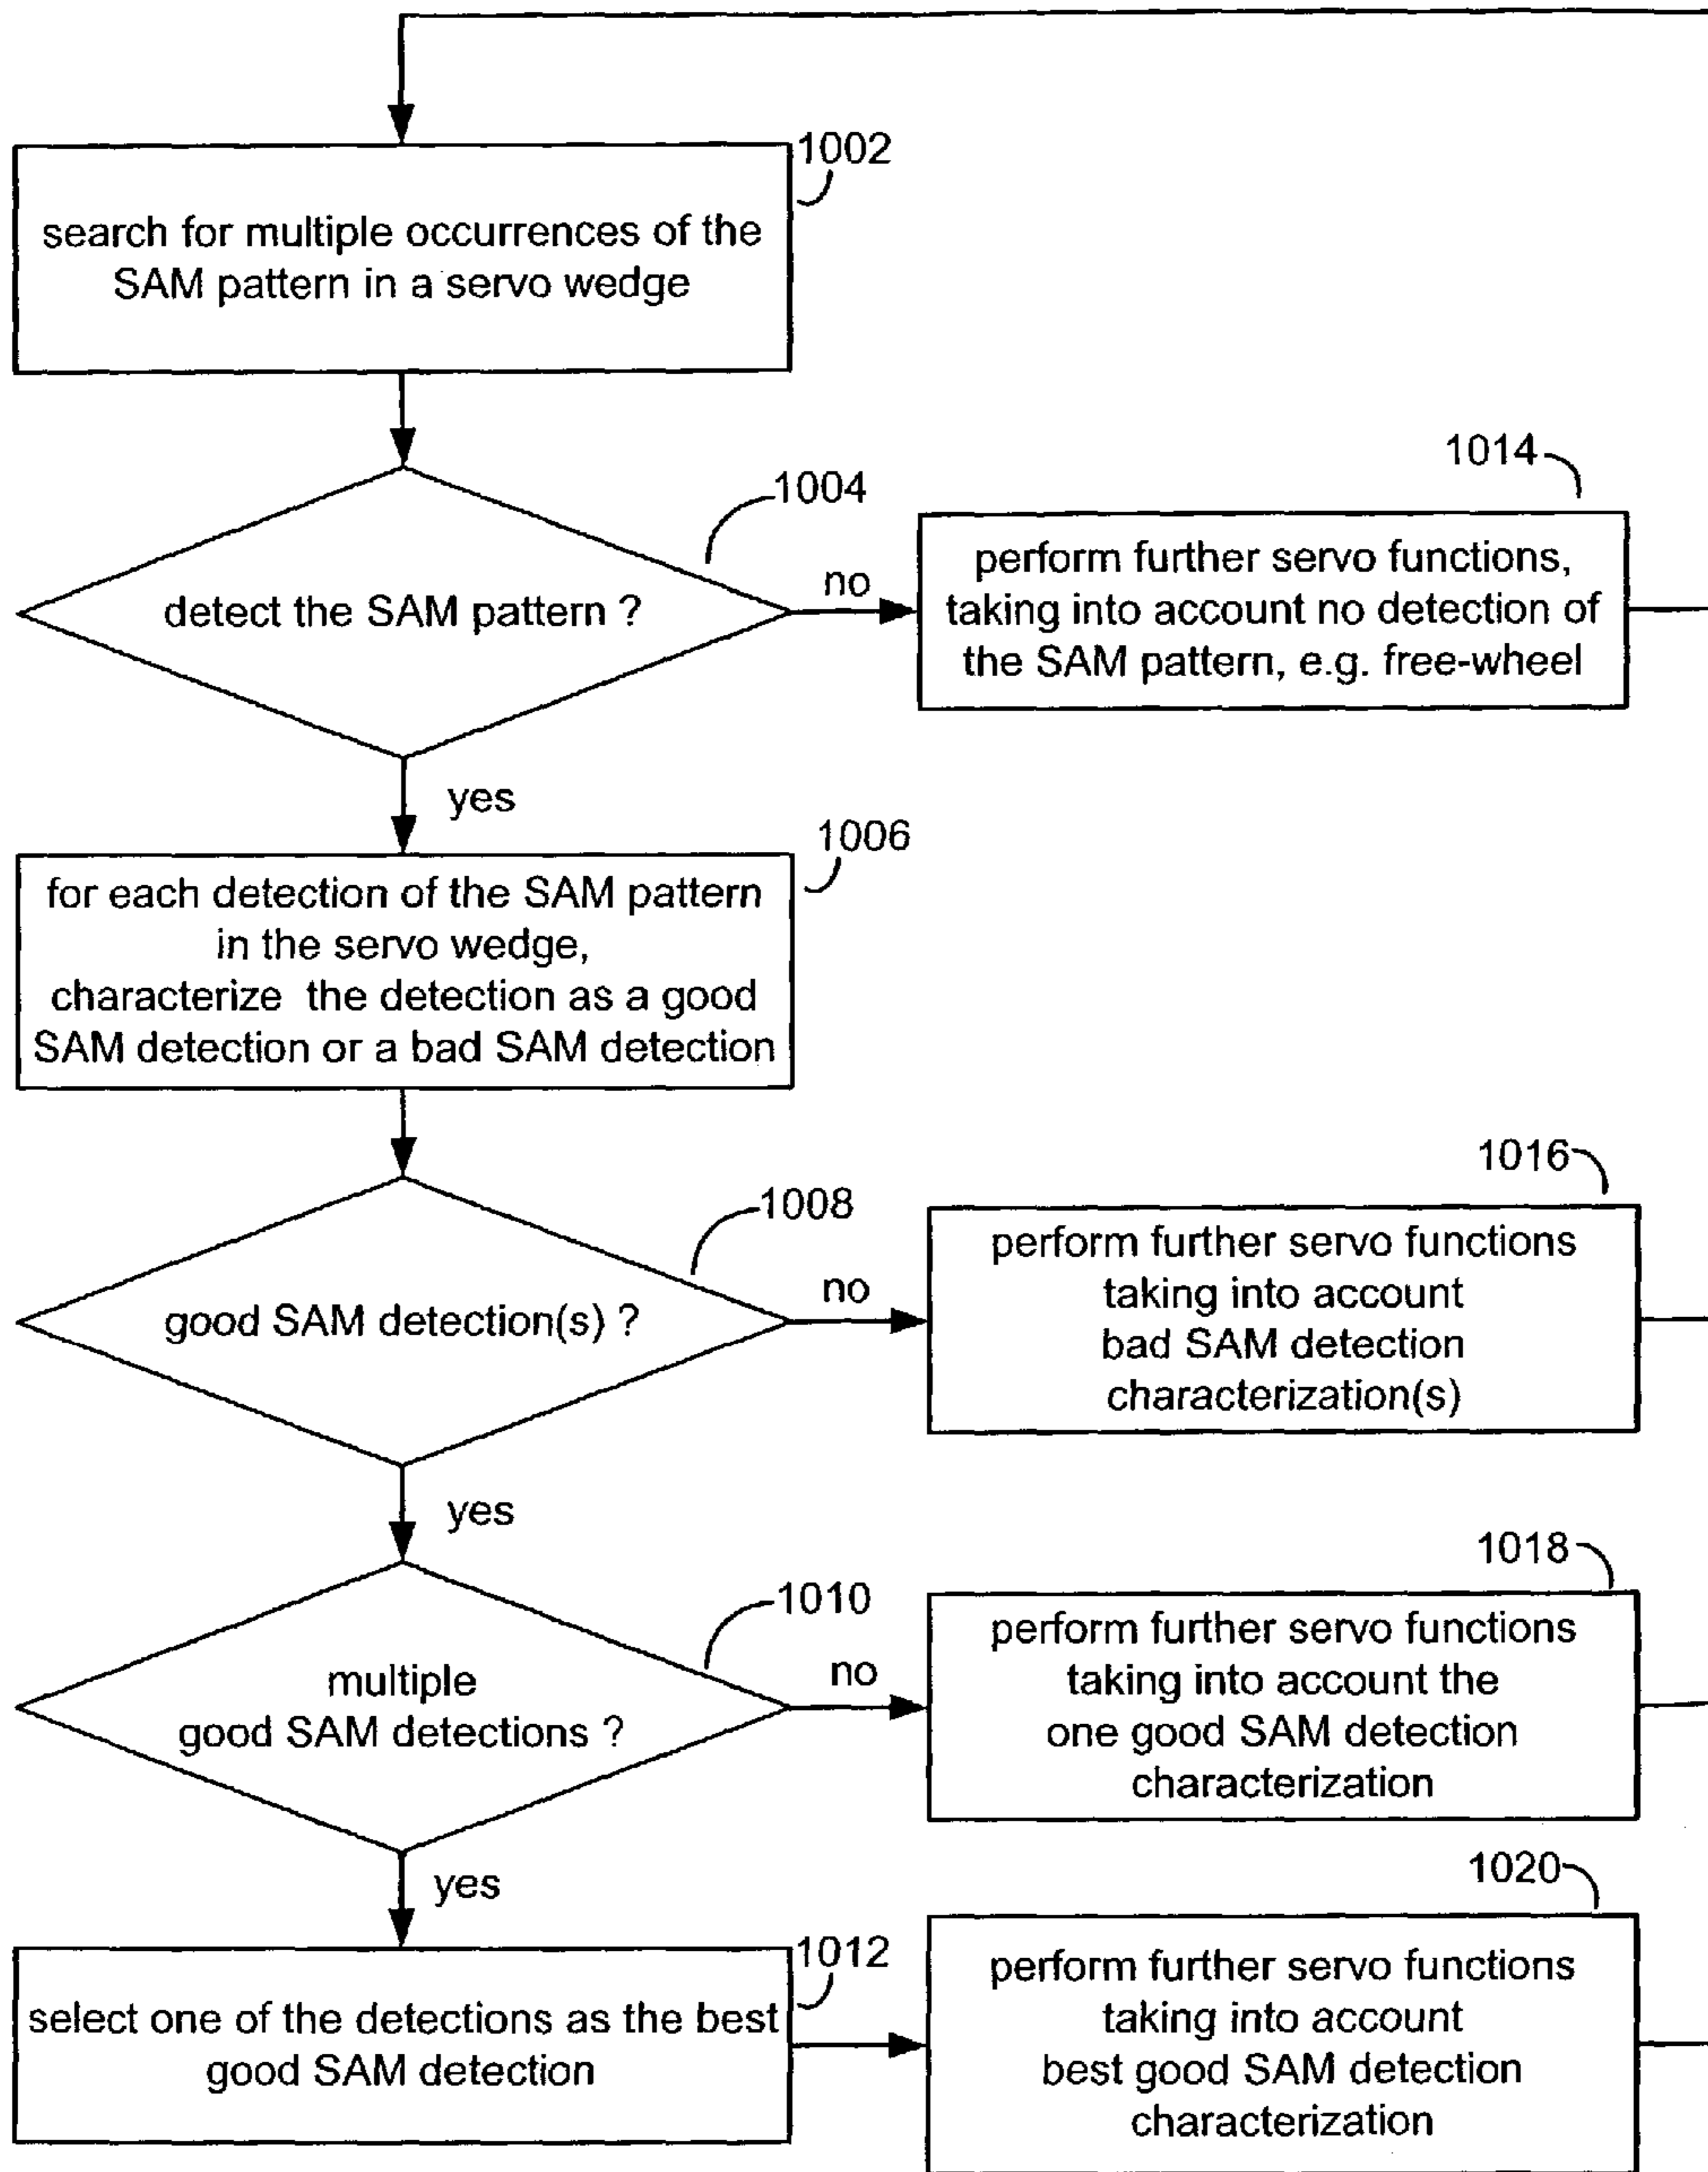 1002
search for multiple occurrences of the
SAM pattern in a servo wedge
1004
detect the SAM pattern ?
no
1014
perform further servo functions,
taking into account no detection of
the SAM pattern, e.g. free-wheel
yes
1006
for each detection of the SAM pattern
in the servo wedge,
characterize the detection as a good
SAM detection or a bad SAM detection
1008
good SAM detection(s) ?
no
1016
perform further servo functions
taking into account
bad SAM detection
characterization(s)
yes
1010
multiple
good SAM detections ?
no
1018
perform further servo functions
taking into account the
one good SAM detection
characterization
yes
1012
select one of the detections as the best
good SAM detection
1020
perform further servo functions
taking into account
best good SAM detection
characterization